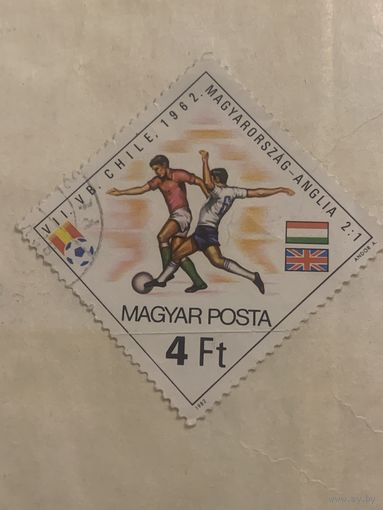 VII. VB. CHILE, 1962. MAGYARORSZÁG-ANGLIA 2:1
ANDOR A.
MAGYAR POSTA
4 Ft
1982
www.ay.by